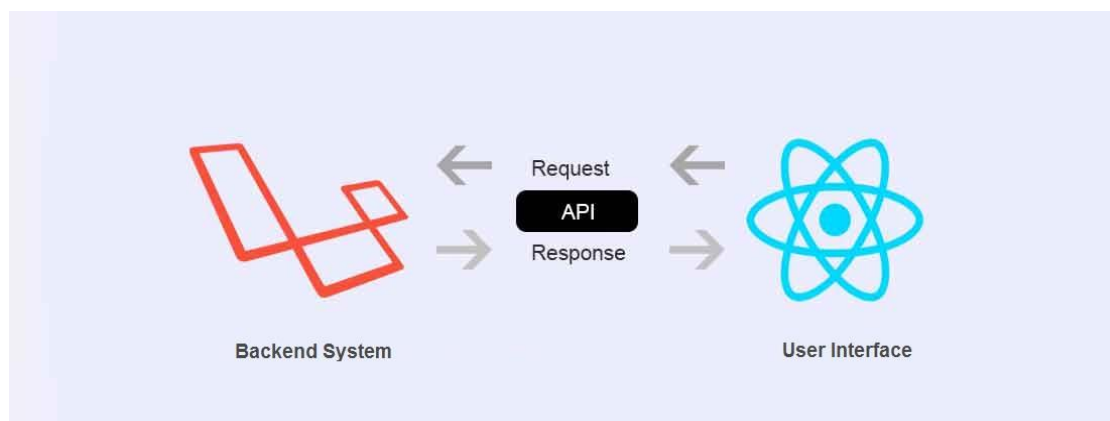 Request
API
Response
Backend System
User Interface